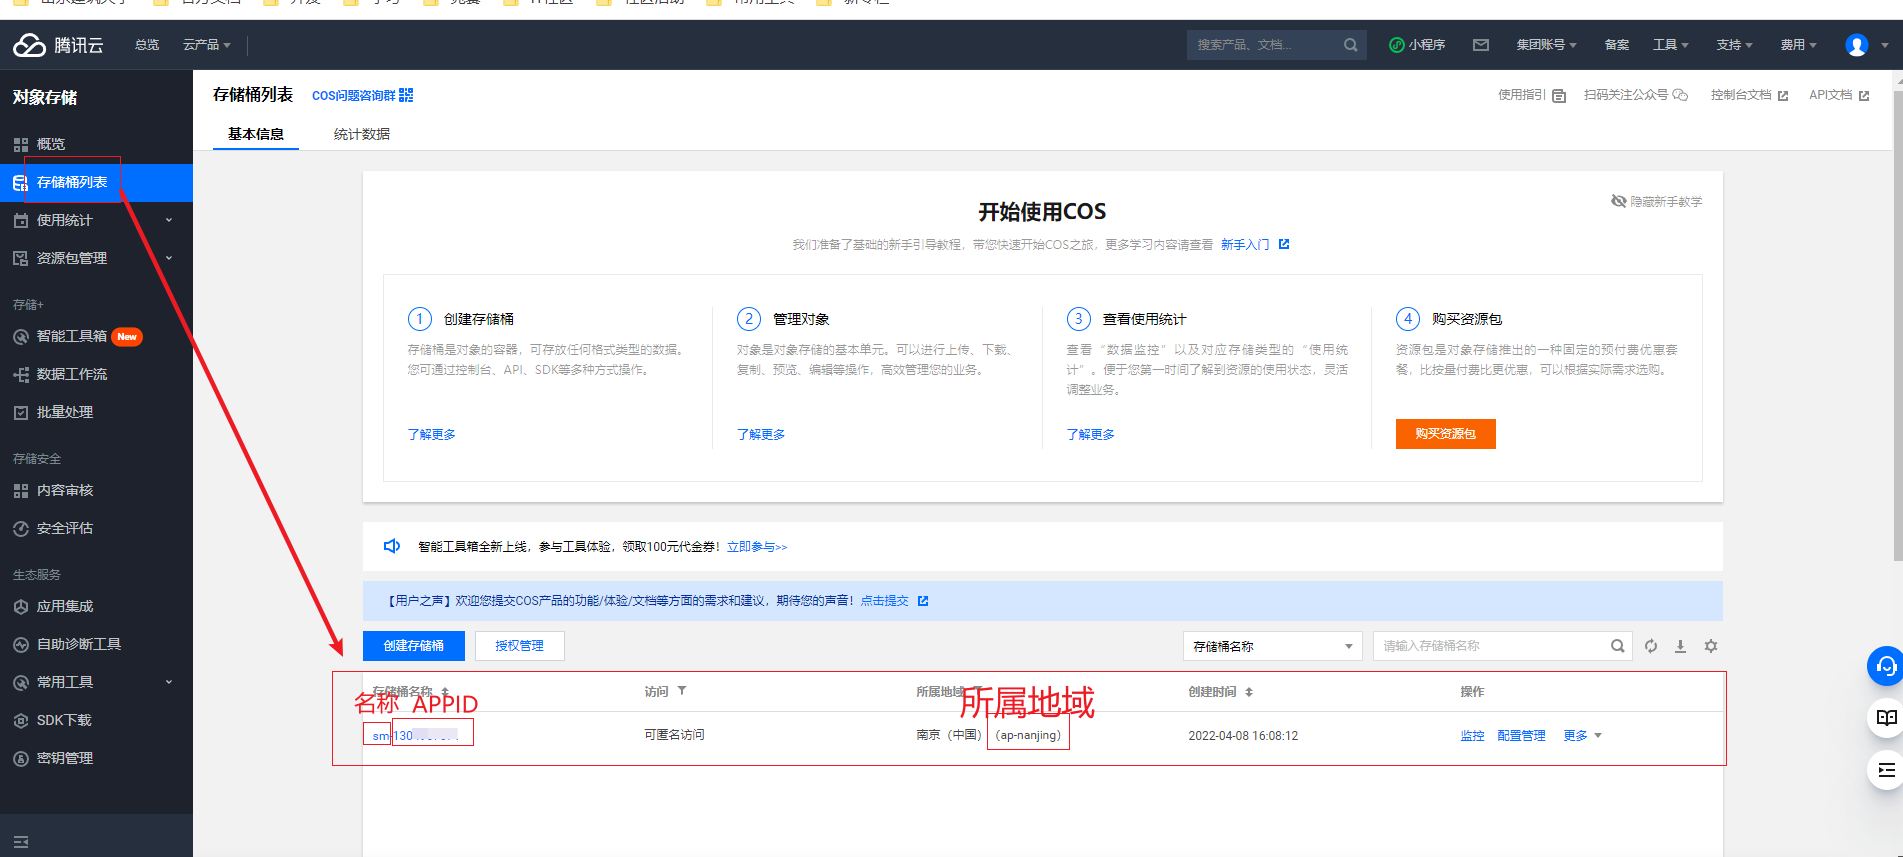 官方文档
开发
学习
IT社区
社区活动
常用工具
新专栏
腾讯云
总览
云产品
搜索产品、文档...
小程序
集团账号
备案
工具
支持
费用
对象存储
存储桶列表
COS问题咨询群
使用指引
扫码关注公众号
控制台文档
API文档
基本信息
统计数据
概览
存储桶列表
使用统计
资源包管理
存储+
智能工具箱 New
数据工作流
批量处理
存储安全
内容审核
安全评估
生态服务
应用集成
自助诊断工具
常用工具
SDK下载
密钥管理
隐藏新手教学
开始使用COS
我们准备了基础的新手引导教程，带您快速开始COS之旅，更多学习内容请查看 新手入门
1 创建存储桶
存储桶是对象的容器，可存放任何格式类型的数据。
您可通过控制台、API、SDK等多种方式操作。
了解更多
2 管理对象
对象是对象存储的基本单元。可以进行上传、下载、
复制、预览、编辑等操作，高效管理您的业务。
了解更多
3 查看使用统计
查看“数据监控”以及对应存储类型的“使用统
计”。便于您第一时间了解到资源的使用状态，灵活
调整业务。
了解更多
4 购买资源包
资源包是对象存储推出的一种固定的预付费优惠套
餐，比按量付费比更优惠，可以根据实际需求选购。
购买资源包
智能工具箱全新上线，参与工具体验，领取100元代金券！立即参与>>
【用户之声】欢迎您提交COS产品的功能/体验/文档等方面的需求和建议，期待您的声音！点击提交
创建存储桶
授权管理
存储桶名称
请输入存储桶名称
存储桶名称
访问
所属地域
创建时间
操作
名称 APPID
所属地域
sm-130
可匿名访问
南京（中国）（ap-nanjing）
2022-04-08 16:08:12
监控 配置管理 更多